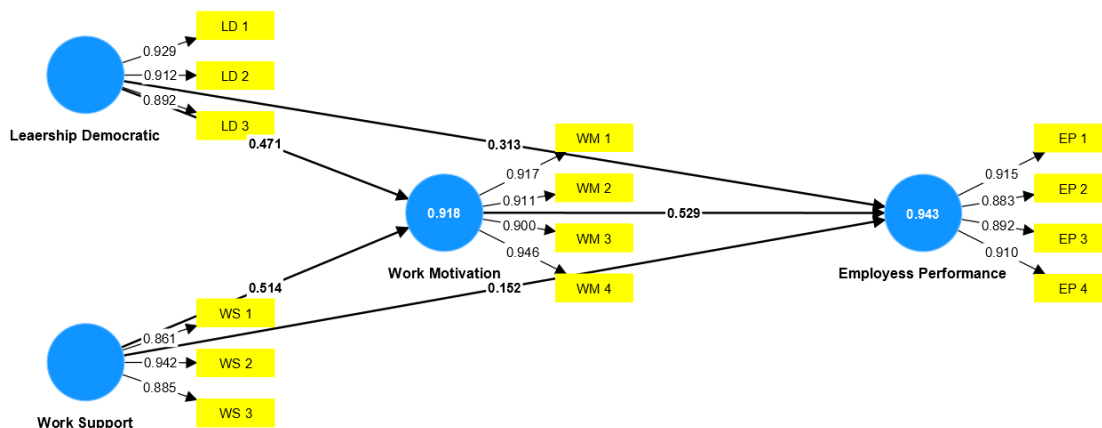 LD 1
0.929
LD 2
0.912
0.892
LD 3
Leaership Democratic
0.471
0.313
WM 1
0.917
WM 2
0.911
0.918
0.900
WM 3
0.946
WM 4
Work Motivation
0.529
EP 1
0.915
EP 2
0.883
0.943
0.892
EP 3
0.910
EP 4
Employess Performance
0.514
0.152
WS 1
0.861
WS 2
0.942
0.885
WS 3
Work Support